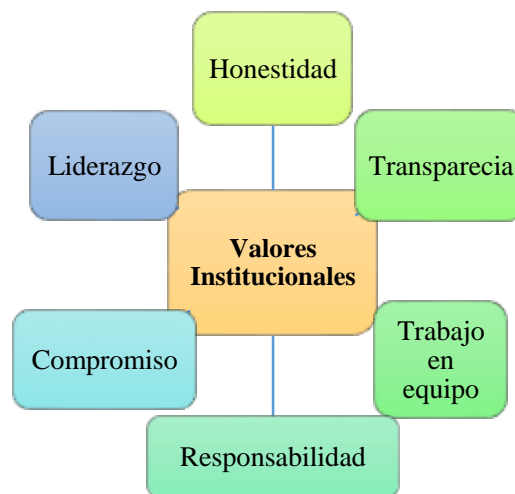 Honestidad
Liderazgo
Transparecia
Valores
Institucionales
Compromiso
Trabajo
en
equipo
Responsabilidad